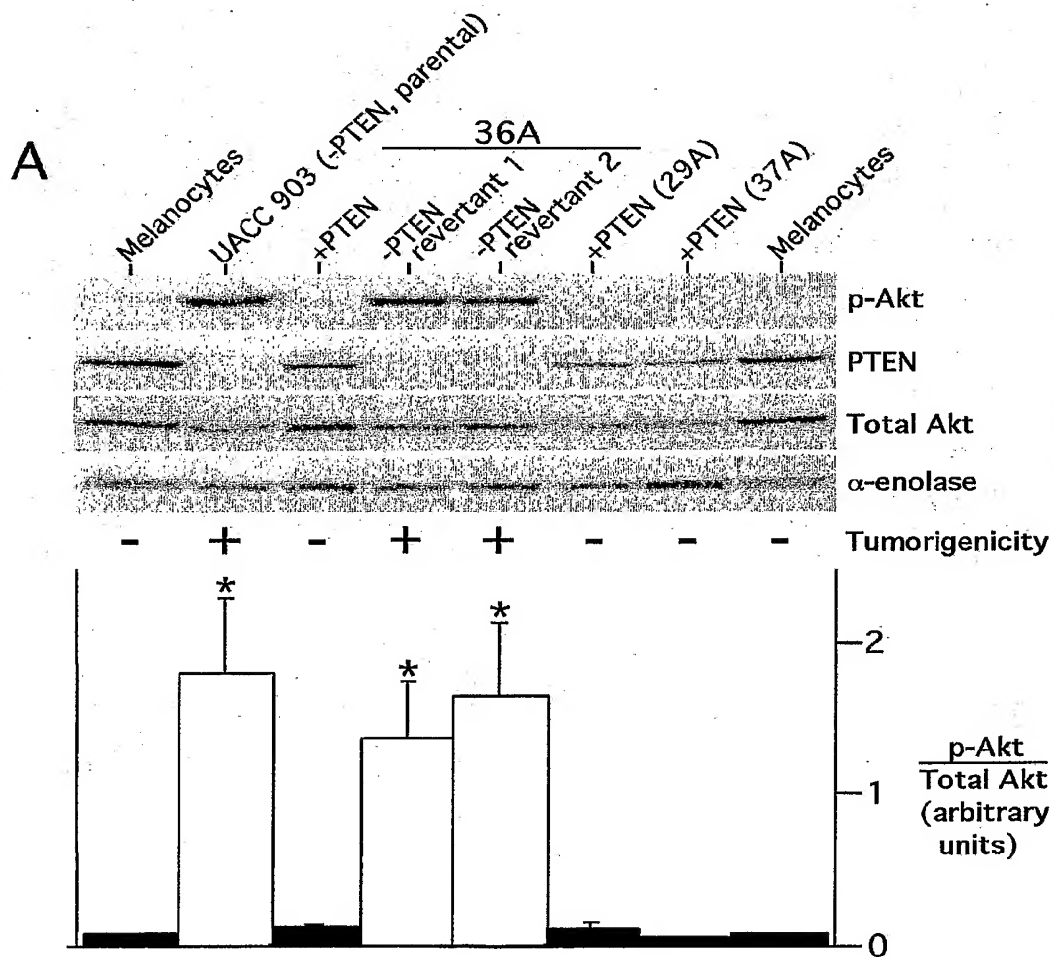 A
36A
Melanocytes
UACC 903 (-PTEN, parental)
+PTEN
-PTEN
revertant 1
-PTEN
revertant 2
+PTEN (29A)
+PTEN (37A)
Melanocytes
p-Akt
PTEN
Total Akt
α-enolase
- + - + + - - - Tumorigenicity
* * *
2
1
0
p-Akt
Total Akt
(arbitrary
units)